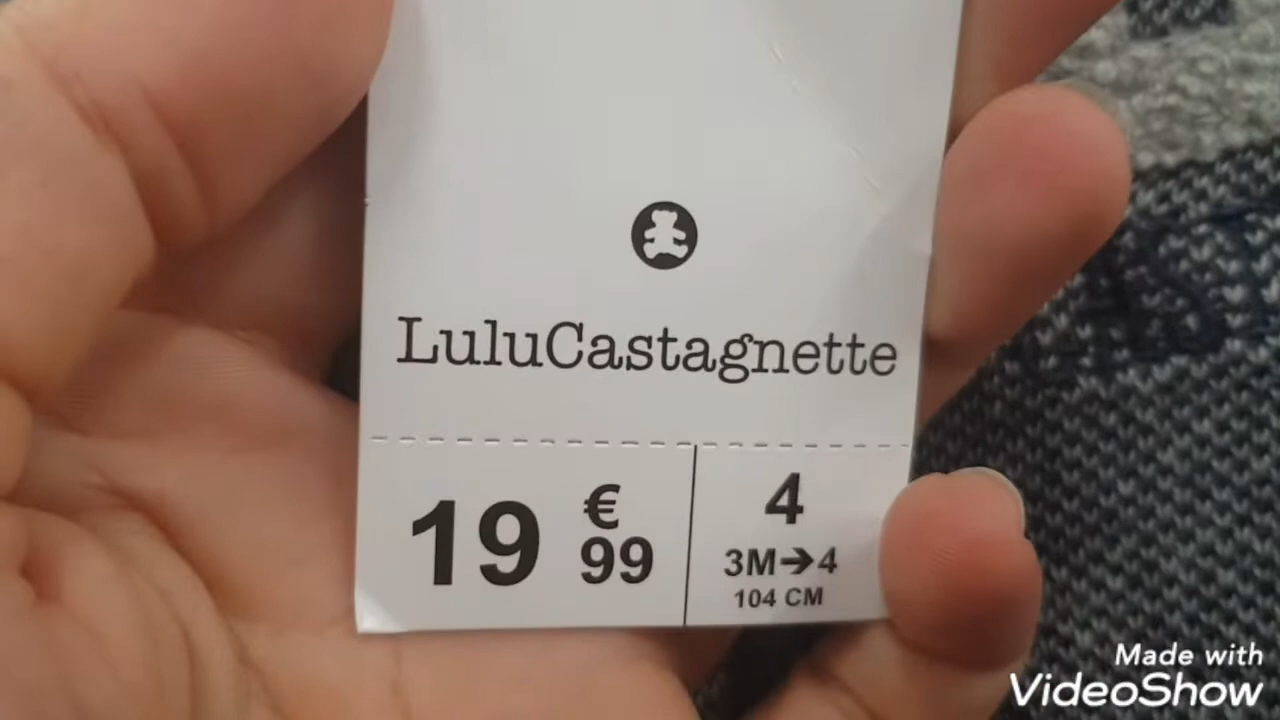 LuluCastagnette
19 €
99
4
3M➔4
104 CM
Made with
VideoShow